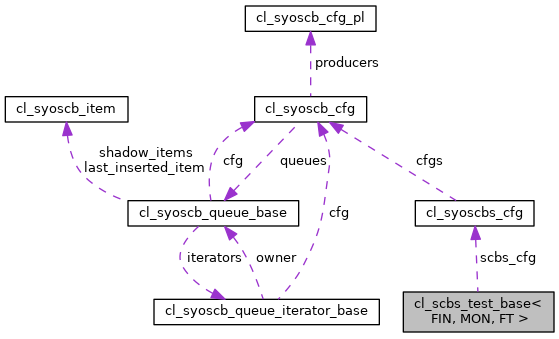 cl_syoscb_cfg_pl
producers
cl_syoscb_item
cl_syoscb_cfg
shadow_items
last_inserted_item
cfg
queues
cfgs
cl_syoscb_queue_base
cl_syoscbs_cfg
iterators
owner
cfg
scbs_cfg
cl_syoscb_queue_iterator_base
cl_scbs_test_base<
FIN, MON, FT >